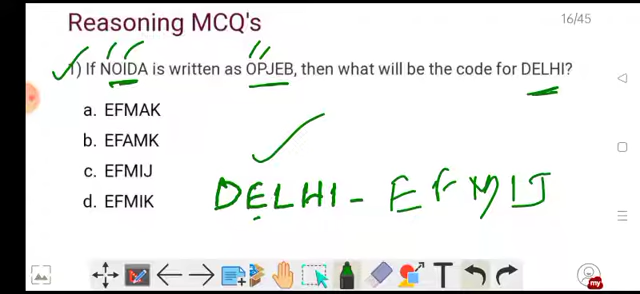 Reasoning MCQ's
16/45
1) If NOIDA is written as OPJEB, then what will be the code for DELHI?
a. EFMAK
b. EFAMK
c. EFMIJ
d. EFMIK
DELHI - EFMIJ
T
my